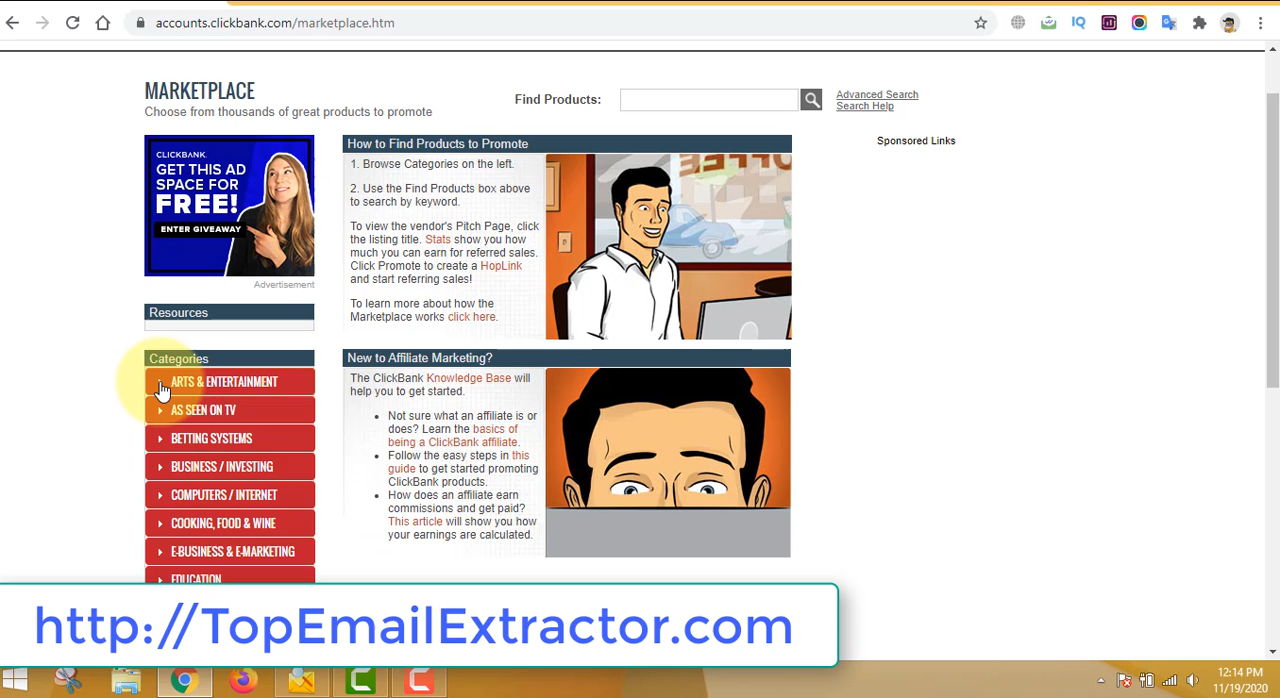 accounts.clickbank.com/marketplace.htm
IQ
MARKETPLACE
Choose from thousands of great products to promote
Find Products:
Advanced Search
Search Help
CLICKBANK
GET THIS AD
SPACE FOR
FREE!
ENTER GIVEAWAY
Advertisement
Resources
Categories
ARTS & ENTERTAINMENT
AS SEEN ON TV
BETTING SYSTEMS
BUSINESS / INVESTING
COMPUTERS / INTERNET
COOKING, FOOD & WINE
E-BUSINESS & E-MARKETING
EDUCATION
How to Find Products to Promote
1. Browse Categories on the left.
2. Use the Find Products box above
to search by keyword.
To view the vendor's Pitch Page, click
the listing title. Stats show you how
much you can earn for referred sales.
Click Promote to create a HopLink
and start referring sales!
To learn more about how the
Marketplace works click here.
COFFEE
New to Affiliate Marketing?
The ClickBank Knowledge Base will
help you to get started.
• Not sure what an affiliate is or
does? Learn the basics of
being a ClickBank affiliate.
• Follow the easy steps in this
guide to get started promoting
ClickBank products.
• How does an affiliate earn
commissions and get paid?
This article will show you how
your earnings are calculated.
Sponsored Links
http://TopEmailExtractor.com
12:14 PM
11/19/2020